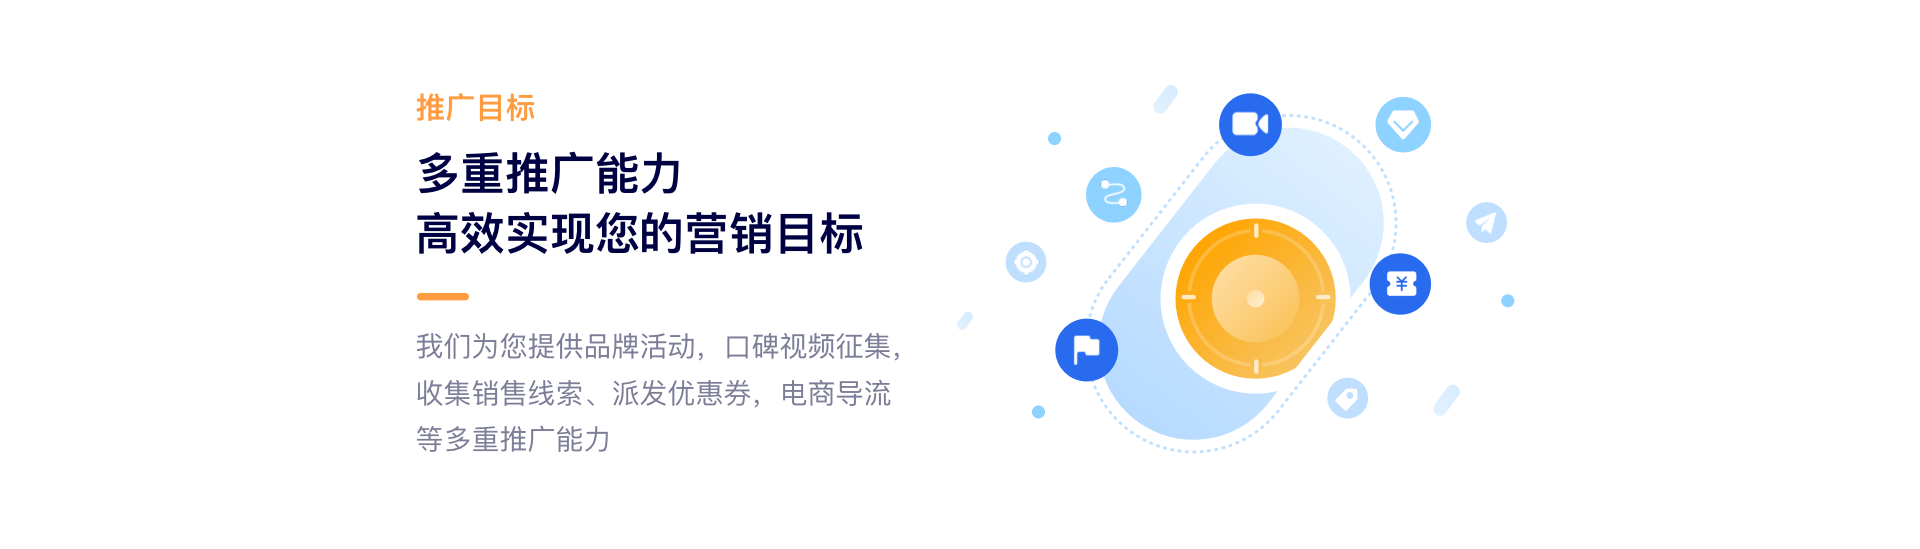 推广目标
多重推广能力
高效实现您的营销目标
我们为您提供品牌活动，口碑视频征集，
收集销售线索、派发优惠券，电商导流
等多重推广能力
¥